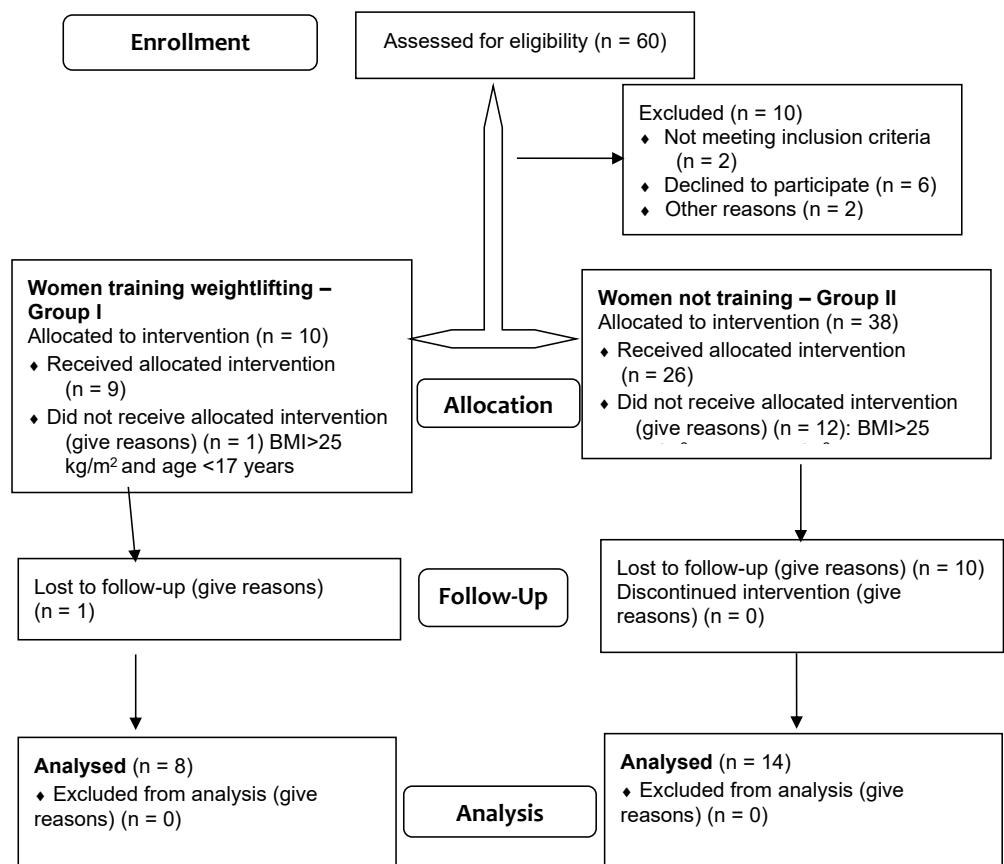 Enrollment
Assessed for eligibility (n = 60)
Excluded (n = 10)
♦ Not meeting inclusion criteria
(n = 2)
♦ Declined to participate (n = 6)
♦ Other reasons (n = 2)
Women training weightlifting –
Group I
Allocated to intervention (n = 10)
♦ Received allocated intervention
(n = 9)
♦ Did not receive allocated intervention
(give reasons) (n = 1) BMI>25
kg/m² and age <17 years
Women not training – Group II
Allocated to intervention (n = 38)
♦ Received allocated intervention
(n = 26)
♦ Did not receive allocated intervention
(give reasons) (n = 12): BMI>25
Allocation
Lost to follow-up (give reasons)
(n = 1)
Follow-Up
Lost to follow-up (give reasons) (n = 10)
Discontinued intervention (give
reasons) (n = 0)
Analysed (n = 8)
♦ Excluded from analysis (give
reasons) (n = 0)
Analysis
Analysed (n = 14)
♦ Excluded from analysis (give
reasons) (n = 0)